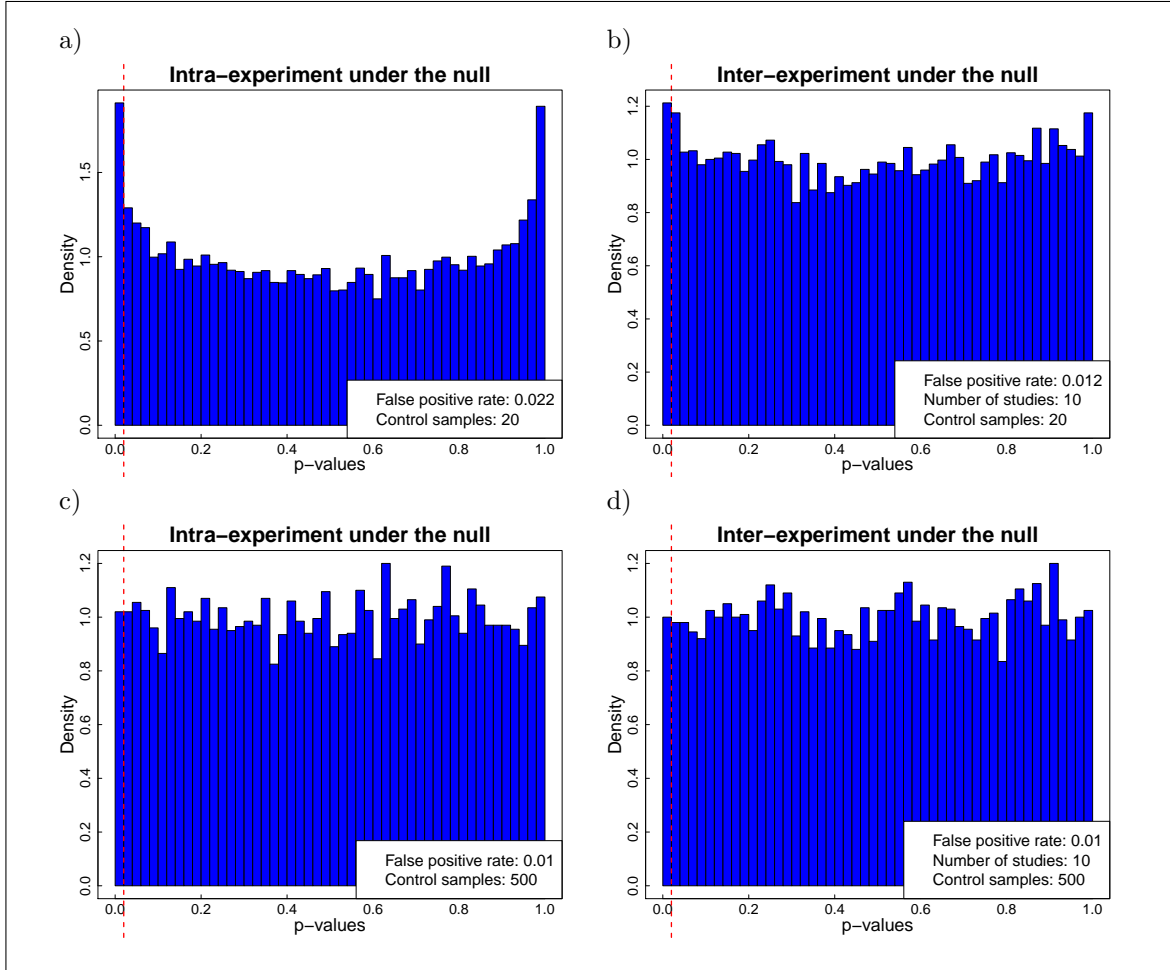 a)
Intra−experiment under the null
Density
0.0 0.5 1.0 1.5
False positive rate: 0.022
Control samples: 20
0.0 0.2 0.4 0.6 0.8 1.0
p−values
b)
Inter−experiment under the null
Density
0.0 0.2 0.4 0.6 0.8 1.0 1.2
False positive rate: 0.012
Number of studies: 10
Control samples: 20
0.0 0.2 0.4 0.6 0.8 1.0
p−values
c)
Intra−experiment under the null
Density
0.0 0.2 0.4 0.6 0.8 1.0 1.2
False positive rate: 0.01
Control samples: 500
0.0 0.2 0.4 0.6 0.8 1.0
p−values
d)
Inter−experiment under the null
Density
0.0 0.2 0.4 0.6 0.8 1.0 1.2
False positive rate: 0.01
Number of studies: 10
Control samples: 500
0.0 0.2 0.4 0.6 0.8 1.0
p−values